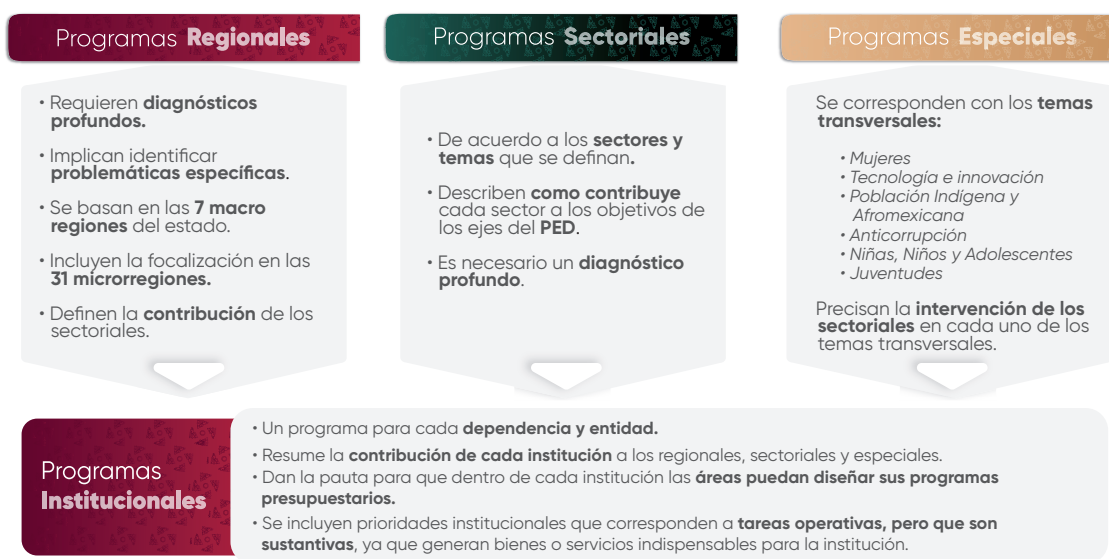 Programas Regionales
• Requieren diagnósticos
profundos.
• Implican identificar
problemáticas específicas.
• Se basan en las 7 macro
regiones del estado.
• Incluyen la focalización en las
31 microrregiones.
• Definen la contribución de los
sectoriales.
Programas Sectoriales
• De acuerdo a los sectores y
temas que se definan.
• Describen como contribuye
cada sector a los objetivos de
los ejes del PED.
• Es necesario un diagnóstico
profundo.
Programas Especiales
Se corresponden con los temas
transversales:
• Mujeres
• Tecnología e innovación
• Población Indígena y
Afromexicana
• Anticorrupción
• Niñas, Niños y Adolescentes
• Juventudes
Precisan la intervención de los
sectoriales en cada uno de los
temas transversales.
Programas
Institucionales
• Un programa para cada dependencia y entidad.
• Resume la contribución de cada institución a los regionales, sectoriales y especiales.
• Dan la pauta para que dentro de cada institución las áreas puedan diseñar sus programas
presupuestarios.
• Se incluyen prioridades institucionales que corresponden a tareas operativas, pero que son
sustantivas, ya que generan bienes o servicios indispensables para la institución.